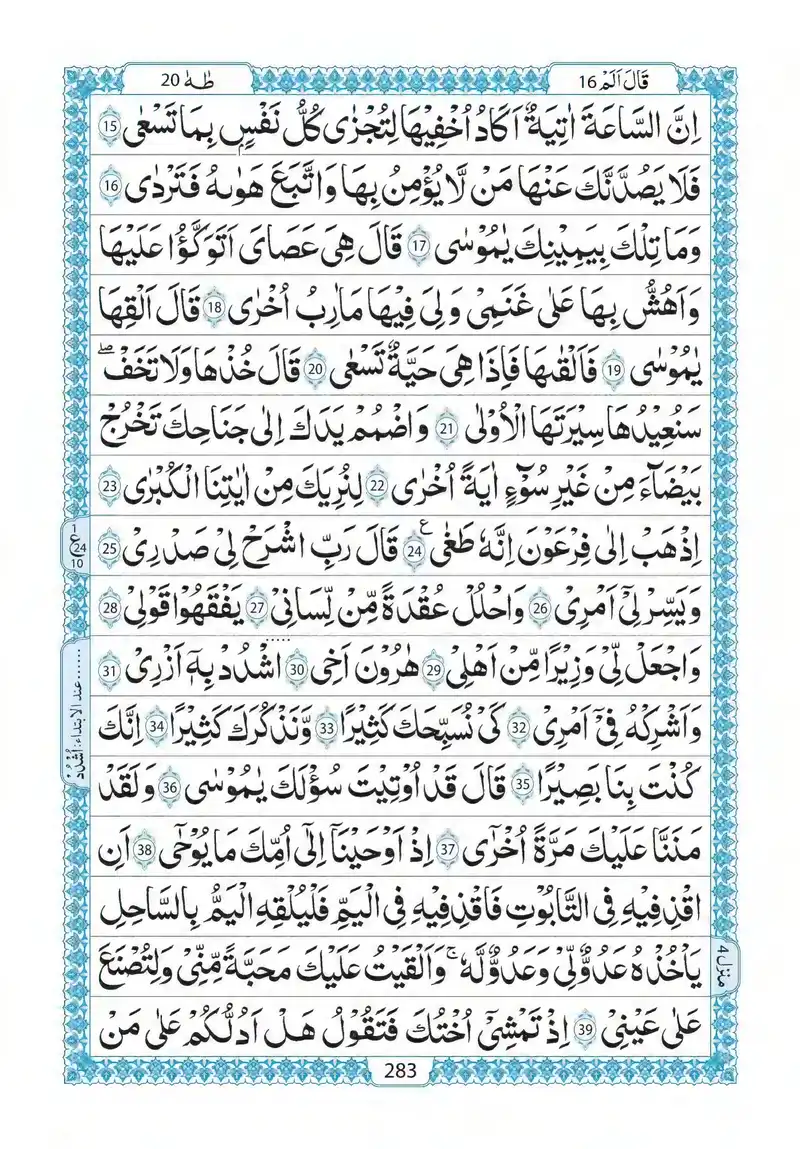 قَالَ اَلَمْ 16
طٰهٰ 20
اِنَّ السَّاعَةَ اٰتِيَةٌ اَكَادُ اُخْفِيْهَا لِتُجْزٰى كُلُّ نَفْسٍۭ بِمَا تَسْعٰى 15
فَلَا يَصُدَّنَّكَ عَنْهَا مَنْ لَّا يُؤْمِنُ بِهَا وَاتَّبَعَ هَوٰىهُ فَتَرْدٰى 16
وَمَا تِلْكَ بِيَمِيْنِكَ يٰمُوْسٰى 17 قَالَ هِىَ عَصَاىَ اَتَوَكَّؤُا عَلَيْهَا
وَاَهُشُّ بِهَا عَلٰى غَنَمِىْ وَلِىَ فِيْهَا مَاٰرِبُ اُخْرٰى 18 قَالَ اَلْقِهَا
يٰمُوْسٰى 19 فَاَلْقٰىهَا فَاِذَا هِىَ حَيَّةٌ تَسْعٰى 20 قَالَ خُذْهَا وَلَا تَخَفْ ۖ
سَنُعِيْدُهَا سِيْرَتَهَا الْاُوْلٰى 21 وَاضْمُمْ يَدَكَ اِلٰى جَنَاحِكَ تَخْرُجْ
بَيْضَآءَ مِنْ غَيْرِ سُوْٓءٍ اٰيَةً اُخْرٰى 22 لِنُرِيَكَ مِنْ اٰيٰتِنَا الْكُبْرٰى 23
اِذْهَبْ اِلٰى فِرْعَوْنَ اِنَّهٗ طَغٰى 24 ع قَالَ رَبِّ اشْرَحْ لِىْ صَدْرِىْ 25
1 ع 24 10
وَيَسِّرْ لِىْٓ اَمْرِىْ 26 وَاحْلُلْ عُقْدَةً مِّنْ لِّسَانِىْ 27 يَفْقَهُوْا قَوْلِىْ 28
وَاجْعَلْ لِّىْ وَزِيْرًا مِّنْ اَهْلِىْ 29 هٰرُوْنَ اَخِى 30 اشْدُدْ بِهٖٓ اَزْرِىْ 31
...... عند الابتداء: اُشْدُدْ
وَاَشْرِكْهُ فِىْٓ اَمْرِىْ 32 كَىْ نُسَبِّحَكَ كَثِيْرًا 33 وَّنَذْكُرَكَ كَثِيْرًا 34 اِنَّكَ
كُنْتَ بِنَا بَصِيْرًا 35 قَالَ قَدْ اُوْتِيْتَ سُؤْلَكَ يٰمُوْسٰى 36 وَلَقَدْ
مَنَنَّا عَلَيْكَ مَرَّةً اُخْرٰٓى 37 اِذْ اَوْحَيْنَآ اِلٰٓى اُمِّكَ مَا يُوْحٰٓى 38 اَنِ
اقْذِفِيْهِ فِى التَّابُوْتِ فَاقْذِفِيْهِ فِى الْيَمِّ فَلْيُلْقِهِ الْيَمُّ بِالسَّاحِلِ
يَاْخُذْهُ عَدُوٌّ لِّىْ وَعَدُوٌّ لَّهٗ ۚ وَاَلْقَيْتُ عَلَيْكَ مَحَبَّةً مِّنِّىْ وَلِتُصْنَعَ
منزل 4
عَلٰى عَيْنِىْ 39 اِذْ تَمْشِىْٓ اُخْتُكَ فَتَقُوْلُ هَلْ اَدُلُّكُمْ عَلٰى مَنْ
283